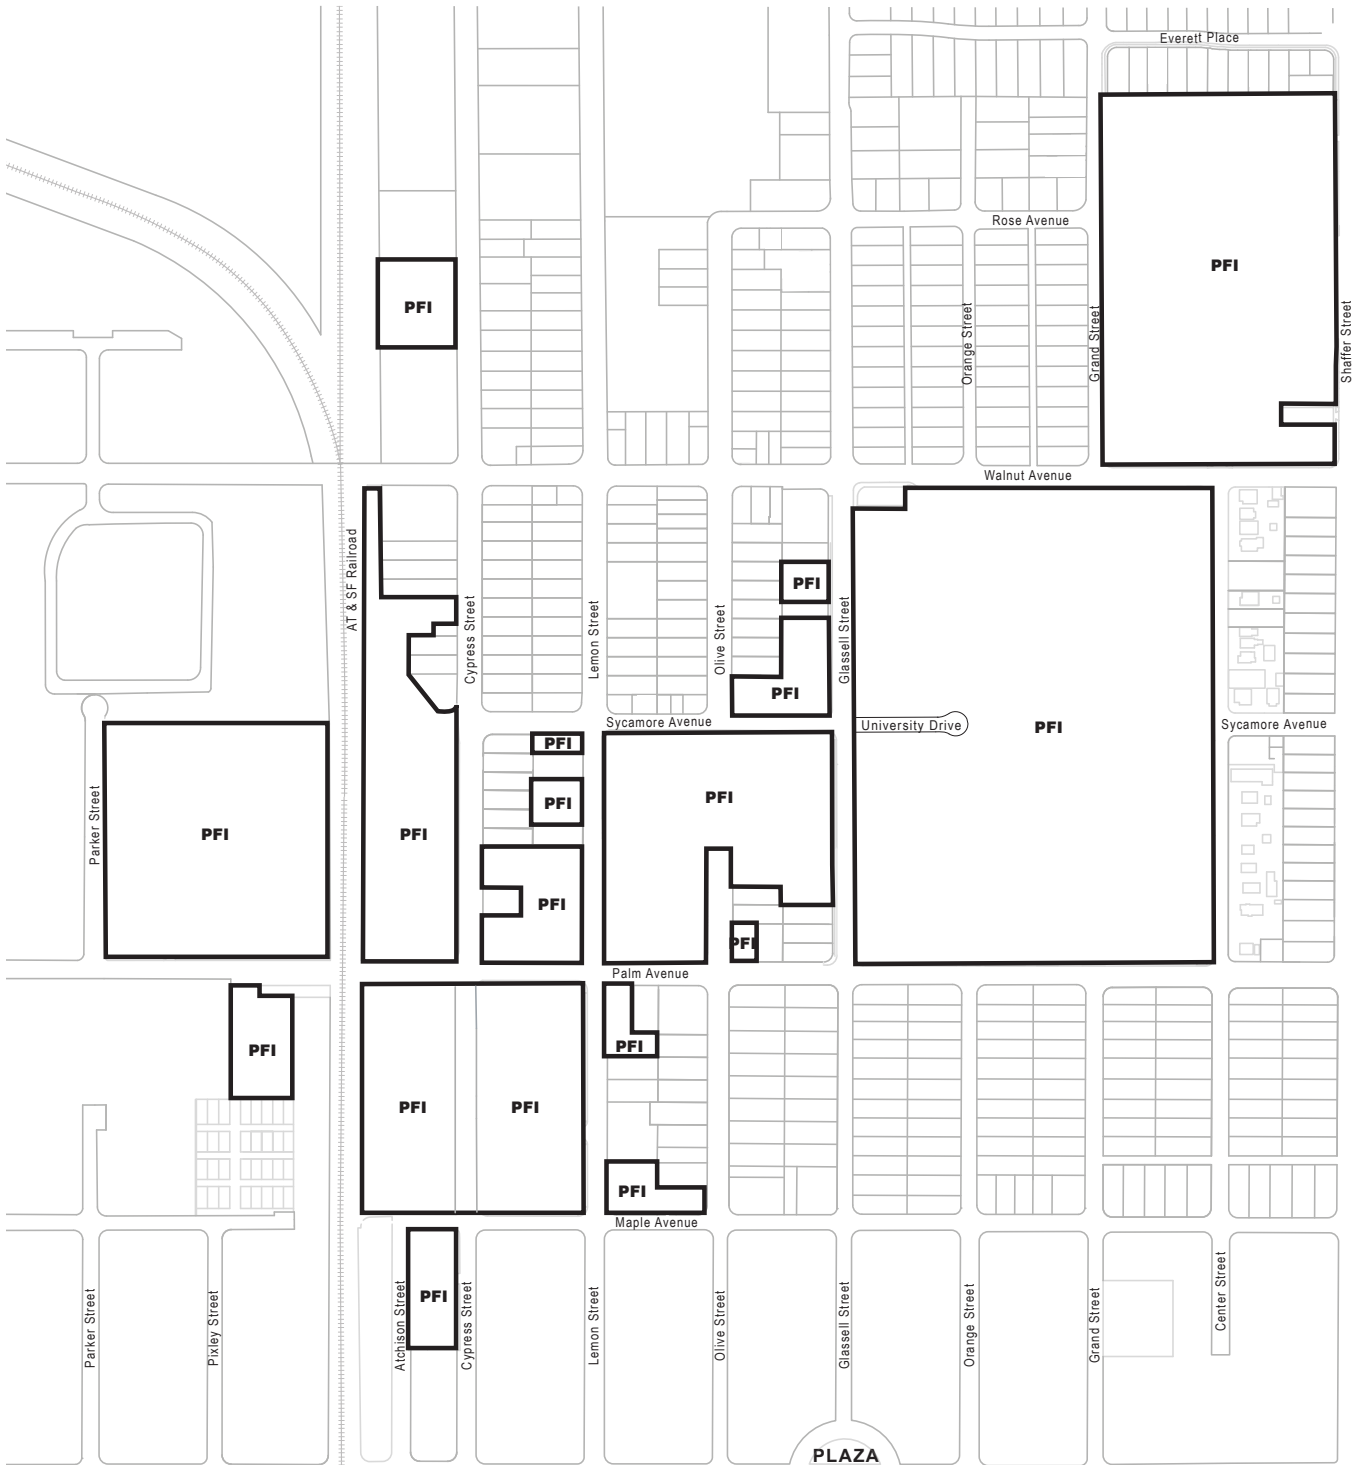 Everett Place
Rose Avenue
PFI
PFI
Orange Street
Grand Street
Shaffer Street
Walnut Avenue
AT & SF Railroad
Cypress Street
Lemon Street
Olive Street
PFI
Glassell Street
PFI
Sycamore Avenue
University Drive
PFI
Sycamore Avenue
PFI
PFI
PFI
Parker Street
PFI
PFI
PFI
PFI
Palm Avenue
PFI
PFI
PFI
PFI
PFI
Maple Avenue
Parker Street
Pixley Street
Atchison Street
PFI
Cypress Street
Lemon Street
Olive Street
Glassell Street
Orange Street
Grand Street
Center Street
PLAZA